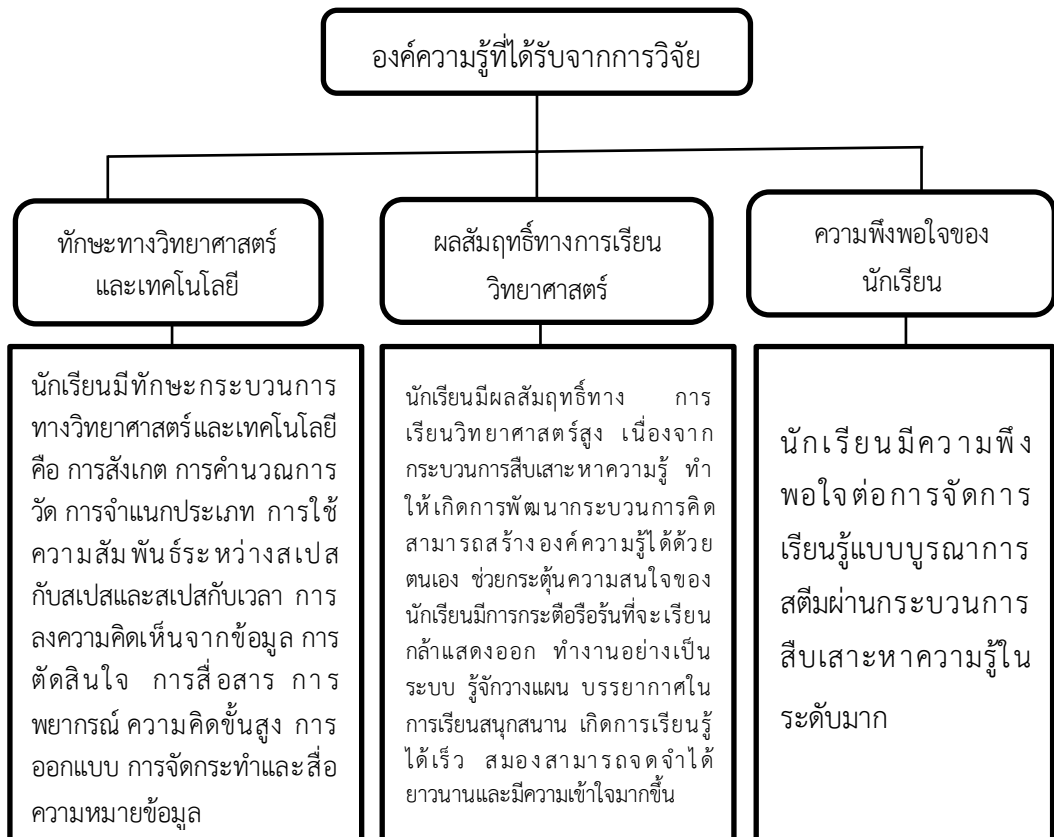 องค์ความรู้ที่ได้รับจากการวิจัย
ทักษะทางวิทยาศาสตร์
และเทคโนโลยี
ผลสัมฤทธิ์ทางการเรียน
วิทยาศาสตร์
ความพึงพอใจของ
นักเรียน
นักเรียนมีทักษะกระบวนการ
ทางวิทยาศาสตร์และเทคโนโลยี
คือ การสังเกต การคำนวณการ
วัด การจำแนกประเภท การใช้
ความสัมพันธ์ระหว่างสเปส
กับสเปสและสเปสกับเวลา การ
ลงความคิดเห็นจากข้อมูล การ
ตัดสินใจ การสื่อสาร การ
พยากรณ์ ความคิดขั้นสูง การ
ออกแบบ การจัดกระทำและสื่อ
ความหมายข้อมูล
นักเรียนมีผลสัมฤทธิ์ทาง การ
เรียนวิทยาศาสตร์สูง เนื่องจาก
กระบวนการสืบเสาะหาความรู้ ทำ
ให้เกิดการพัฒนากระบวนการคิด
สามารถสร้างองค์ความรู้ได้ด้วย
ตนเอง ช่วยกระตุ้นความสนใจของ
นักเรียนมีการกระตือรือร้นที่จะเรียน
กล้าแสดงออก ทำงานอย่างเป็น
ระบบ รู้จักวางแผน บรรยากาศใน
การเรียนสนุกสนาน เกิดการเรียนรู้
ได้เร็ว สมองสามารถจดจำได้
ยาวนานและมีความเข้าใจมากขึ้น
นักเรียนมีความพึง
พอใจต่อการจัดการ
เรียนรู้แบบบูรณาการ
สตีมผ่านกระบวนการ
สืบเสาะหาความรู้ใน
ระดับมาก